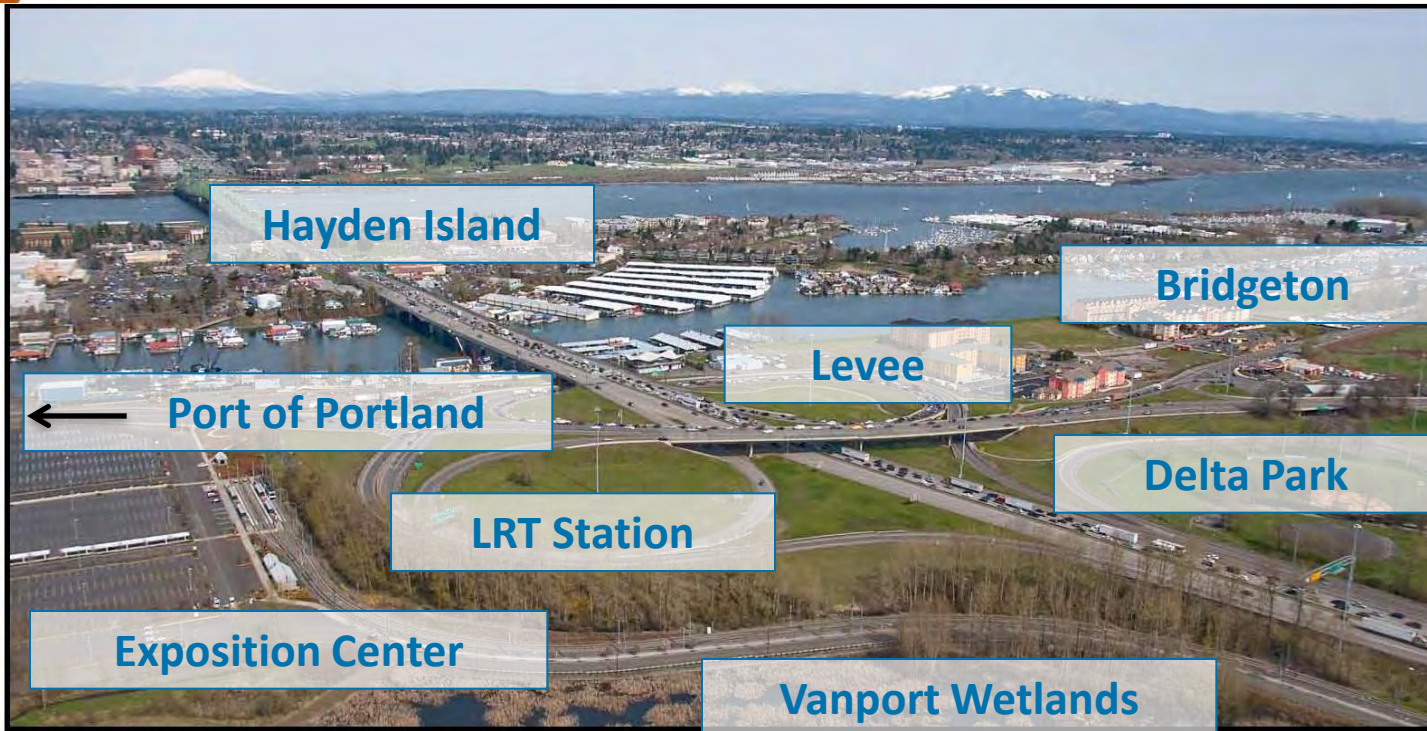 Hayden Island
Bridgeton
Levee
Port of Portland
Delta Park
LRT Station
Exposition Center
Vanport Wetlands